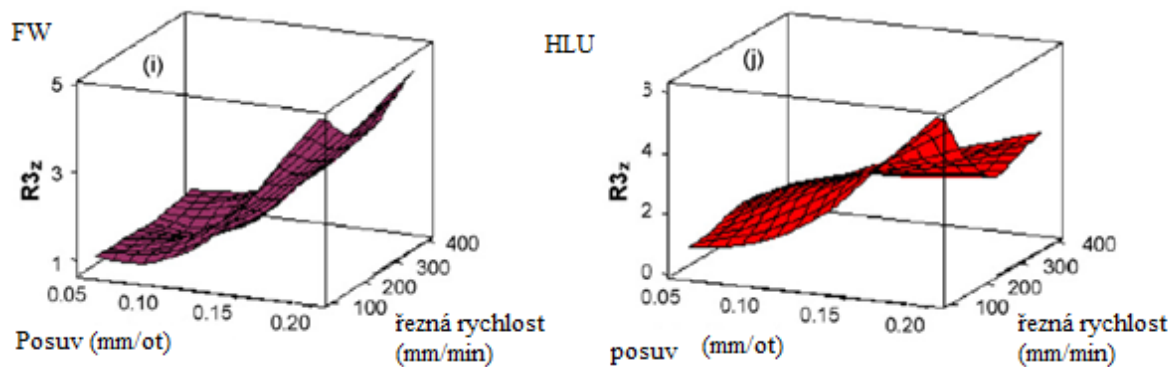 FW
(i)
5
3
1
R3z
0.05
0.10
0.15
0.20
100
200
300
400
Posuv (mm/ot)
řezná rychlost
(mm/min)
HLU
(j)
4
2
0
R3z
0.05
0.10
0.15
0.20
100
200
300
400
posuv (mm/ot)
řezná rychlost
(mm/min)